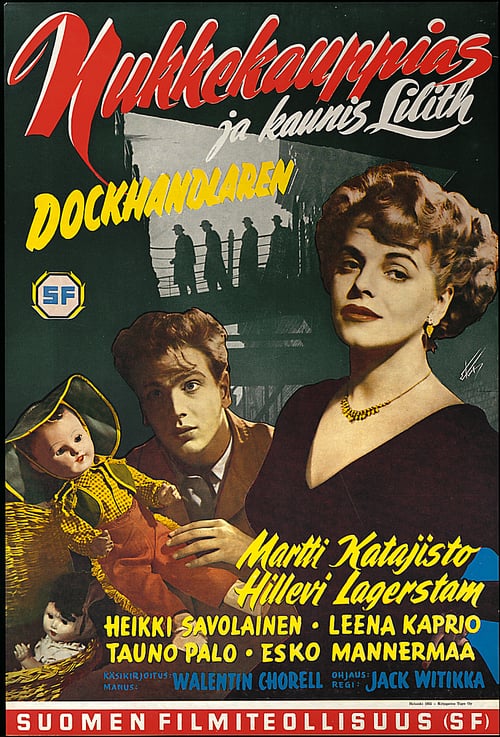 Nukkekauppias
ja kaunis Lilith
DOCKHANDLAREN
SF
Martti Katajisto
Hillevi Lagerstam
HEIKKI SAVOLAINEN • LEENA KAPRIO
TAUNO PALO • ESKO MANNERMAA
KÄSIKIRJOITUS: MANUS: WALENTIN CHORELL OHJAUS: REGI: JACK WITIKKA
SUOMEN FILMITEOLLISUUS (SF)